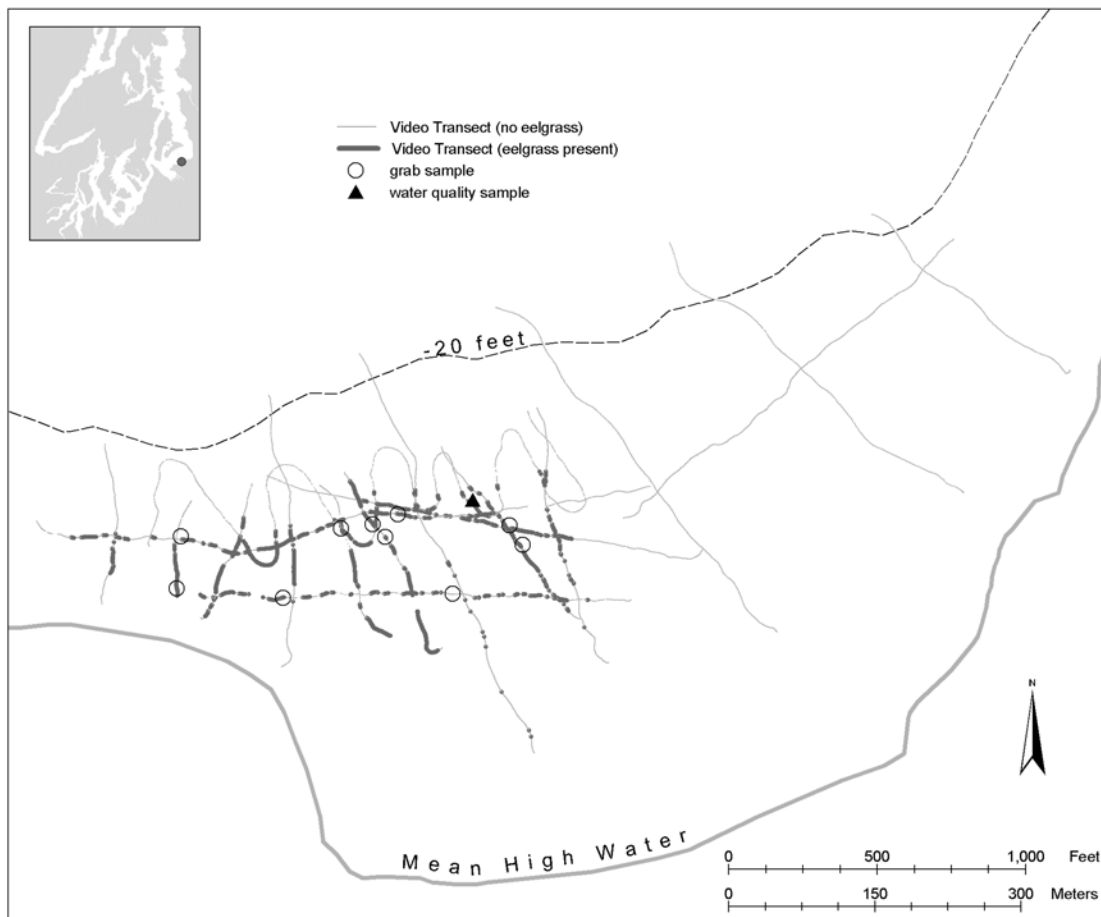 Video Transect (no eelgrass)
Video Transect (eelgrass present)
grab sample
water quality sample
-20 feet
N
Mean High Water
0 500 1,000 Feet
0 150 300 Meters